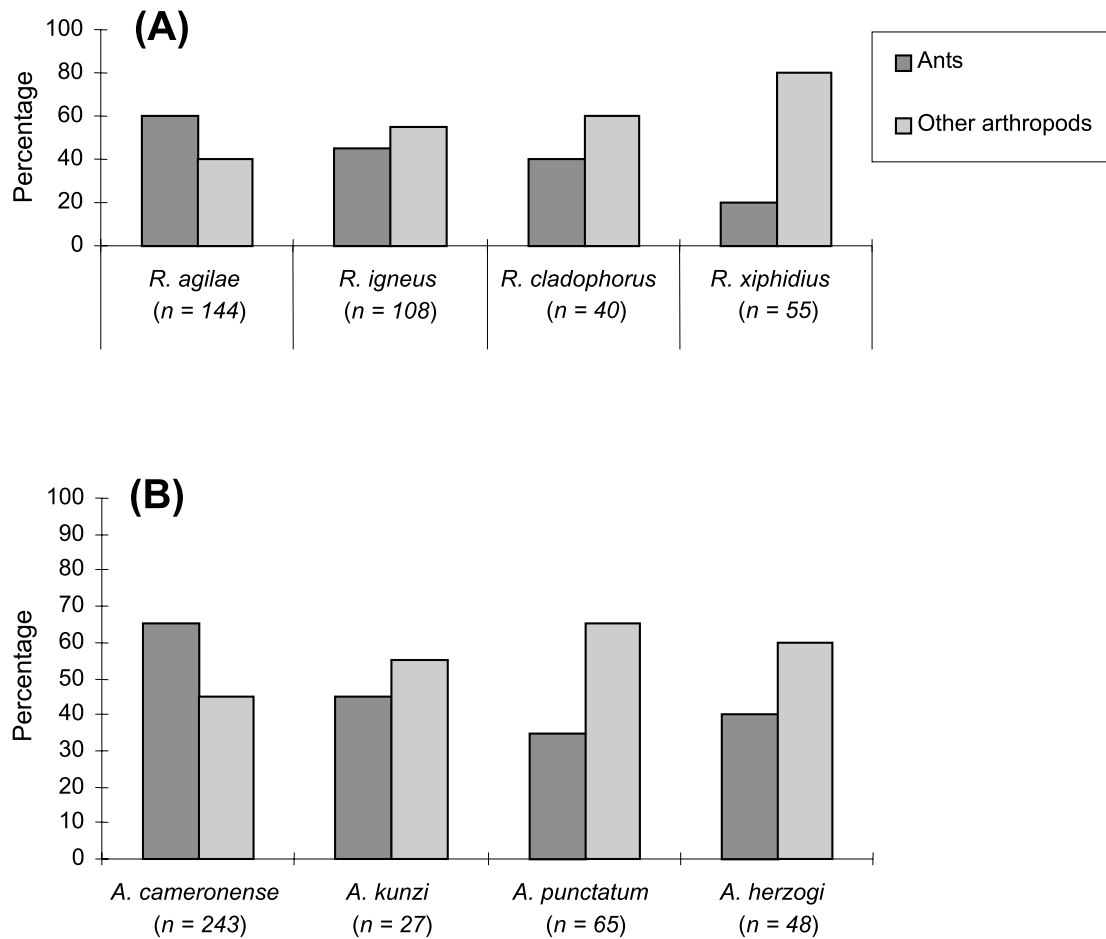 (A)
100
80
60
40
20
0
Percentage
Ants
Other arthropods
R. agilae
(n = 144)
R. igneus
(n = 108)
R. cladophorus
(n = 40)
R. xiphidius
(n = 55)
(B)
100
90
80
70
60
50
40
30
20
10
0
Percentage
A. cameronense
(n = 243)
A. kunzi
(n = 27)
A. punctatum
(n = 65)
A. herzogi
(n = 48)